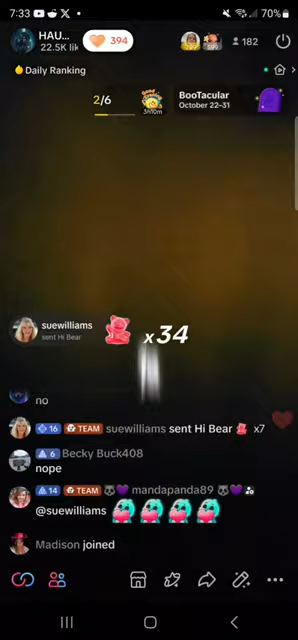 7:33
70%
HAU...
22.5K lik
394
182
Daily Ranking
2/6
3h10m
BooTacular
October 22-31
suewilliams
sent Hi Bear
x34
no
16 TEAM suewilliams sent Hi Bear x7
6 Becky Buck408
nope
14 TEAM mandapanda89
@suewilliams
Madison joined